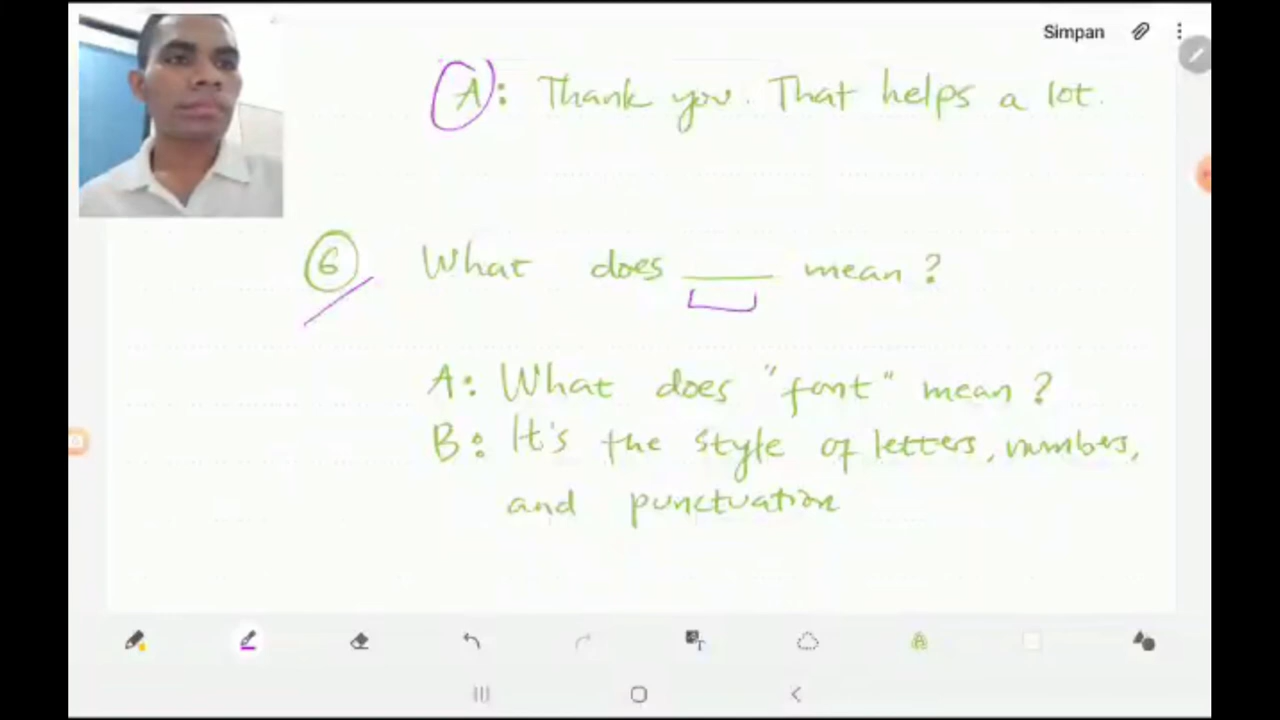 Simpan
A: Thank you. That helps a lot.
6 What does ____ mean?
A: What does "font" mean?
B: It's the style of letters, numbers,
and punctuation